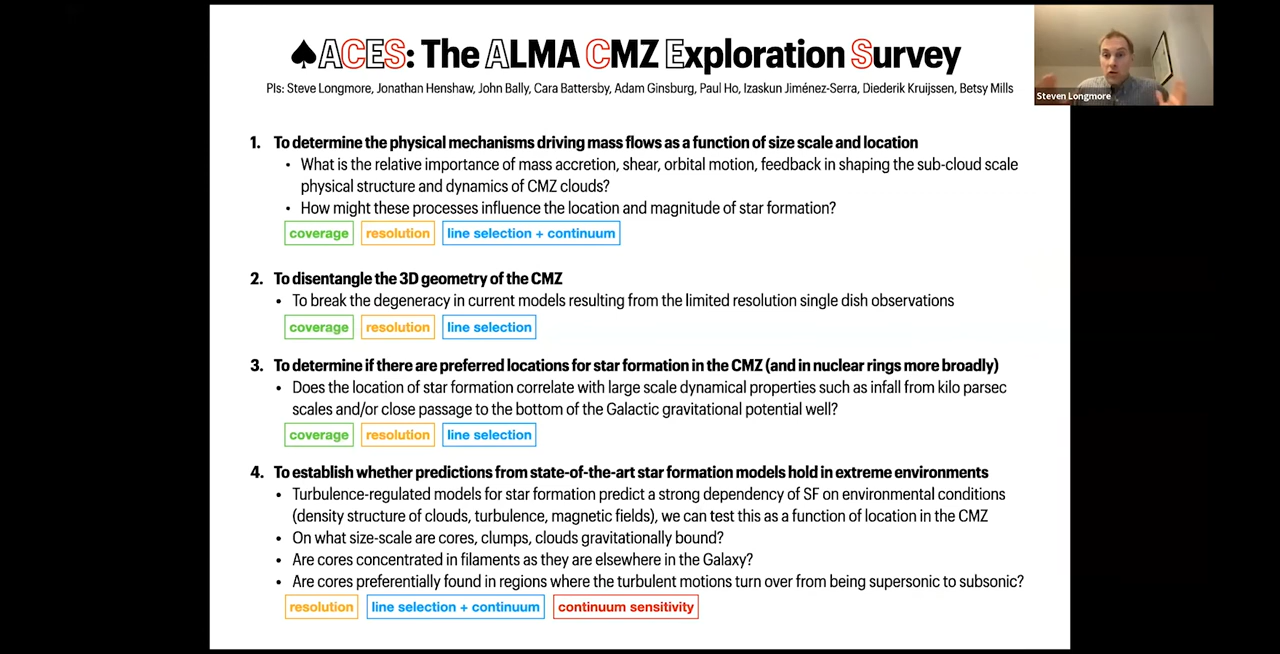 ♠ACES: The ALMA CMZ Exploration Survey
PIs: Steve Longmore, Jonathan Henshaw, John Bally, Cara Battersby, Adam Ginsburg, Paul Ho, Izaskun Jiménez-Serra, Diederik Kruijssen, Betsy Mills
Steven Longmore
1. To determine the physical mechanisms driving mass flows as a function of size scale and location
• What is the relative importance of mass accretion, shear, orbital motion, feedback in shaping the sub-cloud scale
physical structure and dynamics of CMZ clouds?
• How might these processes influence the location and magnitude of star formation?
coverage resolution line selection + continuum
2. To disentangle the 3D geometry of the CMZ
• To break the degeneracy in current models resulting from the limited resolution single dish observations
coverage resolution line selection
3. To determine if there are preferred locations for star formation in the CMZ (and in nuclear rings more broadly)
• Does the location of star formation correlate with large scale dynamical properties such as infall from kilo parsec
scales and/or close passage to the bottom of the Galactic gravitational potential well?
coverage resolution line selection
4. To establish whether predictions from state-of-the-art star formation models hold in extreme environments
• Turbulence-regulated models for star formation predict a strong dependency of SF on environmental conditions
(density structure of clouds, turbulence, magnetic fields), we can test this as a function of location in the CMZ
• On what size-scale are cores, clumps, clouds gravitationally bound?
• Are cores concentrated in filaments as they are elsewhere in the Galaxy?
• Are cores preferentially found in regions where the turbulent motions turn over from being supersonic to subsonic?
resolution line selection + continuum continuum sensitivity